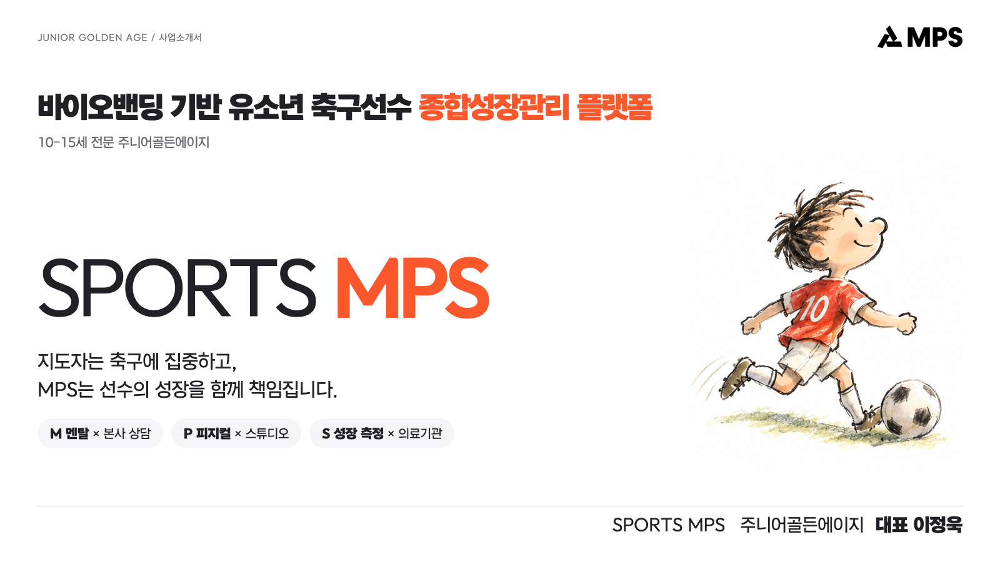 JUNIOR GOLDEN AGE / 사업소개서
MPS
바이오밴딩 기반 유소년 축구선수 종합성장관리 플랫폼
10-15세 전문 주니어골든에이지
SPORTS MPS
지도자는 축구에 집중하고,
MPS는 선수의 성장을 함께 책임집니다.
M 멘탈 × 본사 상담
P 피지컬 × 스튜디오
S 성장 측정 × 의료기관
10
SPORTS MPS 주니어골든에이지 대표 이정욱